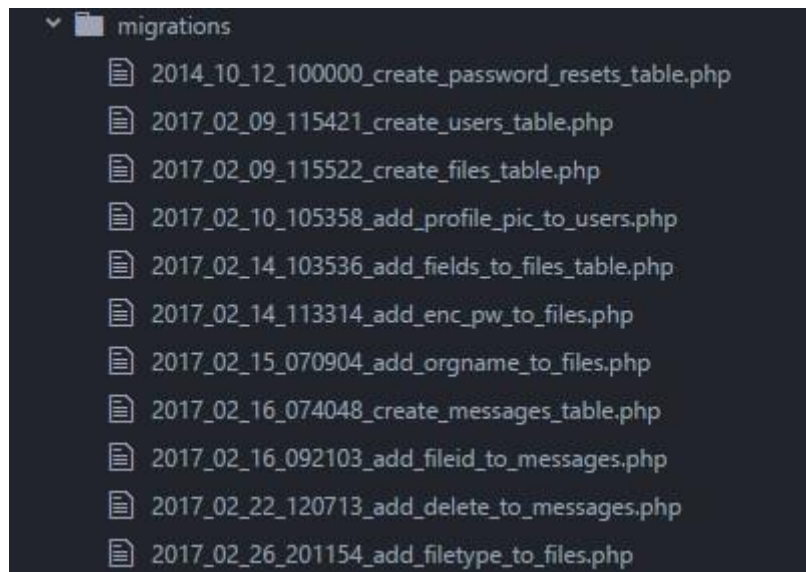 migrations
2014_10_12_100000_create_password_resets_table.php
2017_02_09_115421_create_users_table.php
2017_02_09_115522_create_files_table.php
2017_02_10_105358_add_profile_pic_to_users.php
2017_02_14_103536_add_fields_to_files_table.php
2017_02_14_113314_add_enc_pw_to_files.php
2017_02_15_070904_add_orgname_to_files.php
2017_02_16_074048_create_messages_table.php
2017_02_16_092103_add_fileid_to_messages.php
2017_02_22_120713_add_delete_to_messages.php
2017_02_26_201154_add_filetype_to_files.php